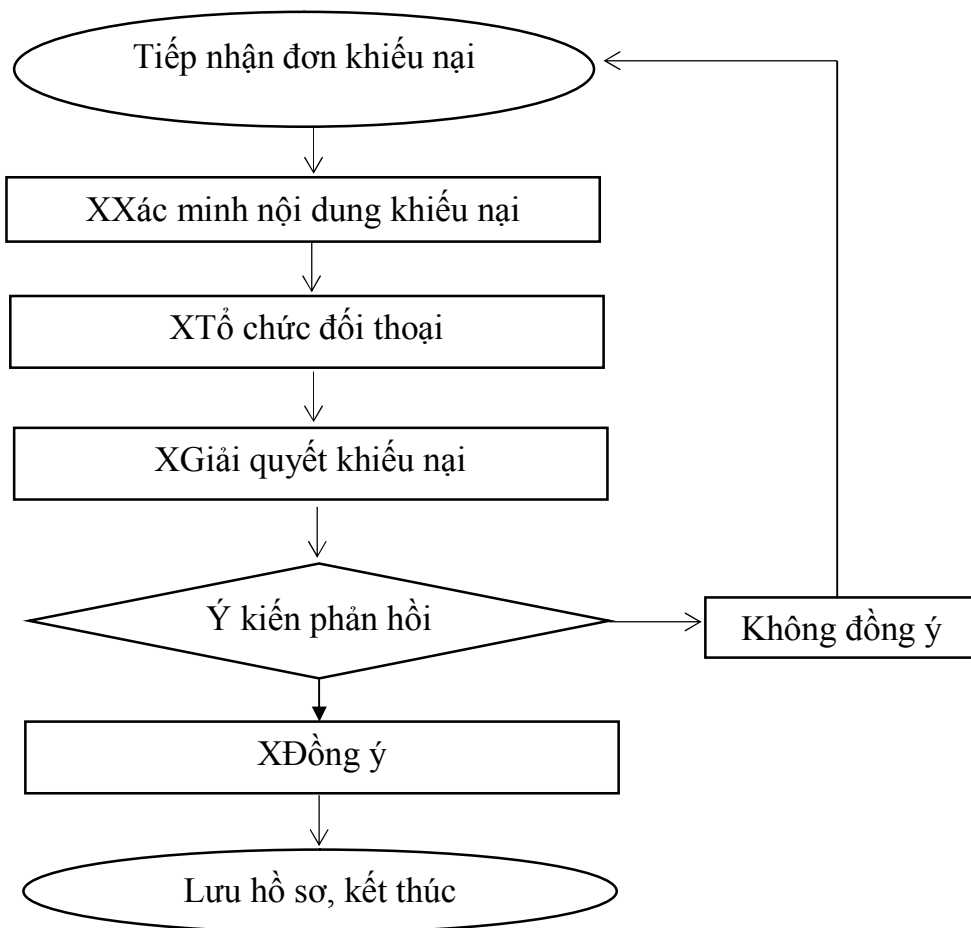 Tiếp nhận đơn khiếu nại
XXác minh nội dung khiếu nại
XTổ chức đối thoại
XGiải quyết khiếu nại
Ý kiến phản hồi
Không đồng ý
XĐồng ý
Lưu hồ sơ, kết thúc